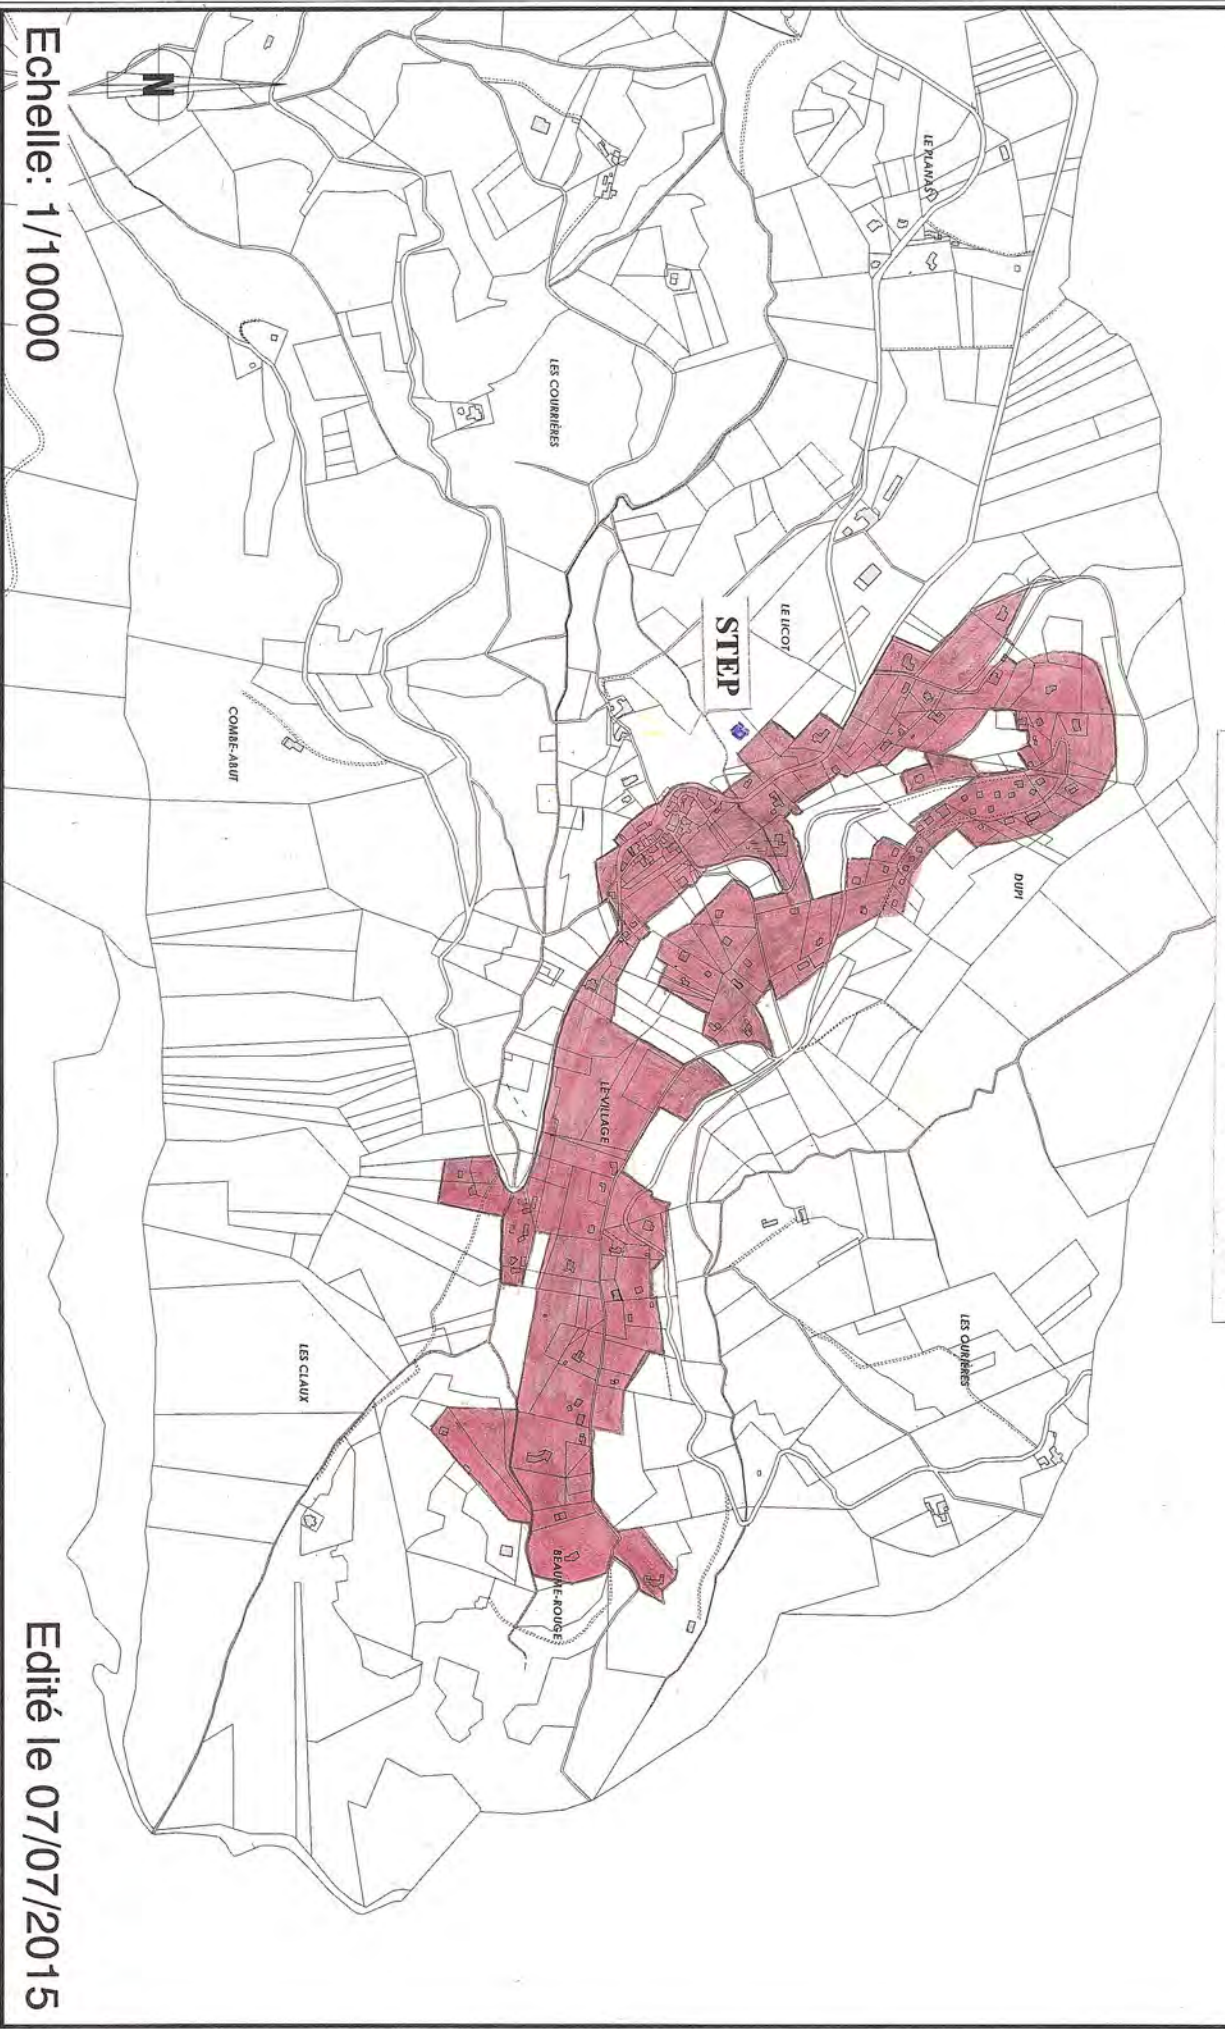 LE PLANAS
LES COURRIÈRES
LE LICOT
STEP
DUPI
COMBE-ABUT
LE VILLAGE
LES OURIÈRES
LES CLAUX
BEAUME-ROUGE
N
Echelle: 1/10000
Edité le 07/07/2015